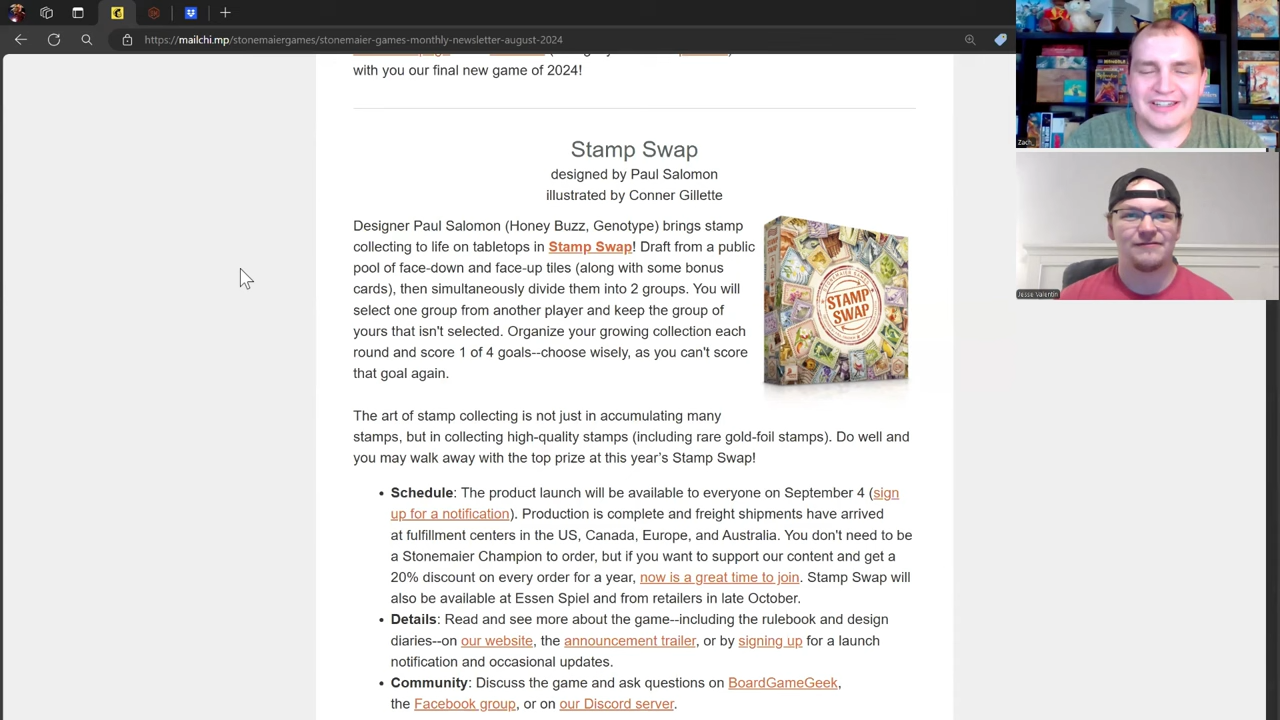 https://mailchi.mp/stonemaiergames/stonemaier-games-monthly-newsletter-august-2024
with you our final new game of 2024!
Stamp Swap
designed by Paul Salomon
illustrated by Conner Gillette
Designer Paul Salomon (Honey Buzz, Genotype) brings stamp
collecting to life on tabletops in Stamp Swap! Draft from a public
pool of face-down and face-up tiles (along with some bonus
cards), then simultaneously divide them into 2 groups. You will
select one group from another player and keep the group of
yours that isn't selected. Organize your growing collection each
round and score 1 of 4 goals--choose wisely, as you can't score
that goal again.
STAMP
SWAP
The art of stamp collecting is not just in accumulating many
stamps, but in collecting high-quality stamps (including rare gold-foil stamps). Do well and
you may walk away with the top prize at this year’s Stamp Swap!
• Schedule: The product launch will be available to everyone on September 4 (sign
up for a notification). Production is complete and freight shipments have arrived
at fulfillment centers in the US, Canada, Europe, and Australia. You don't need to be
a Stonemaier Champion to order, but if you want to support our content and get a
20% discount on every order for a year, now is a great time to join. Stamp Swap will
also be available at Essen Spiel and from retailers in late October.
• Details: Read and see more about the game--including the rulebook and design
diaries--on our website, the announcement trailer, or by signing up for a launch
notification and occasional updates.
• Community: Discuss the game and ask questions on BoardGameGeek,
the Facebook group, or on our Discord server.
Zach
Jesse Valentin